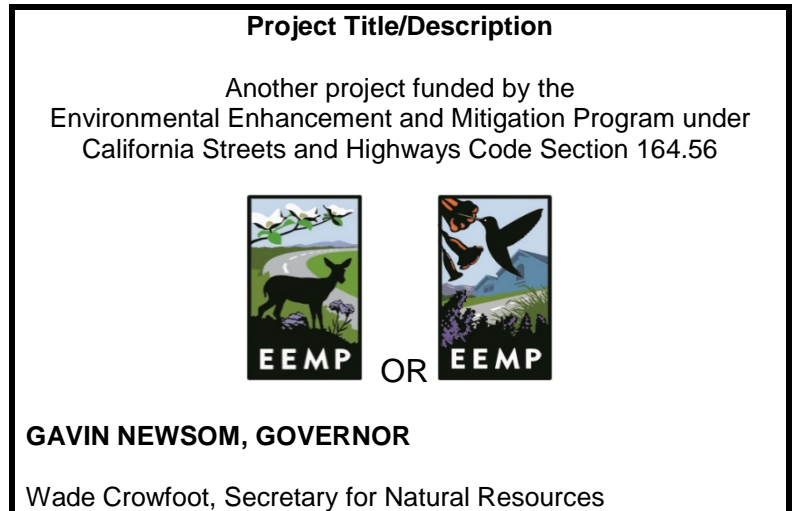 Project Title/Description
Another project funded by the
Environmental Enhancement and Mitigation Program under
California Streets and Highways Code Section 164.56
EEMP OR EEMP
GAVIN NEWSOM, GOVERNOR
Wade Crowfoot, Secretary for Natural Resources